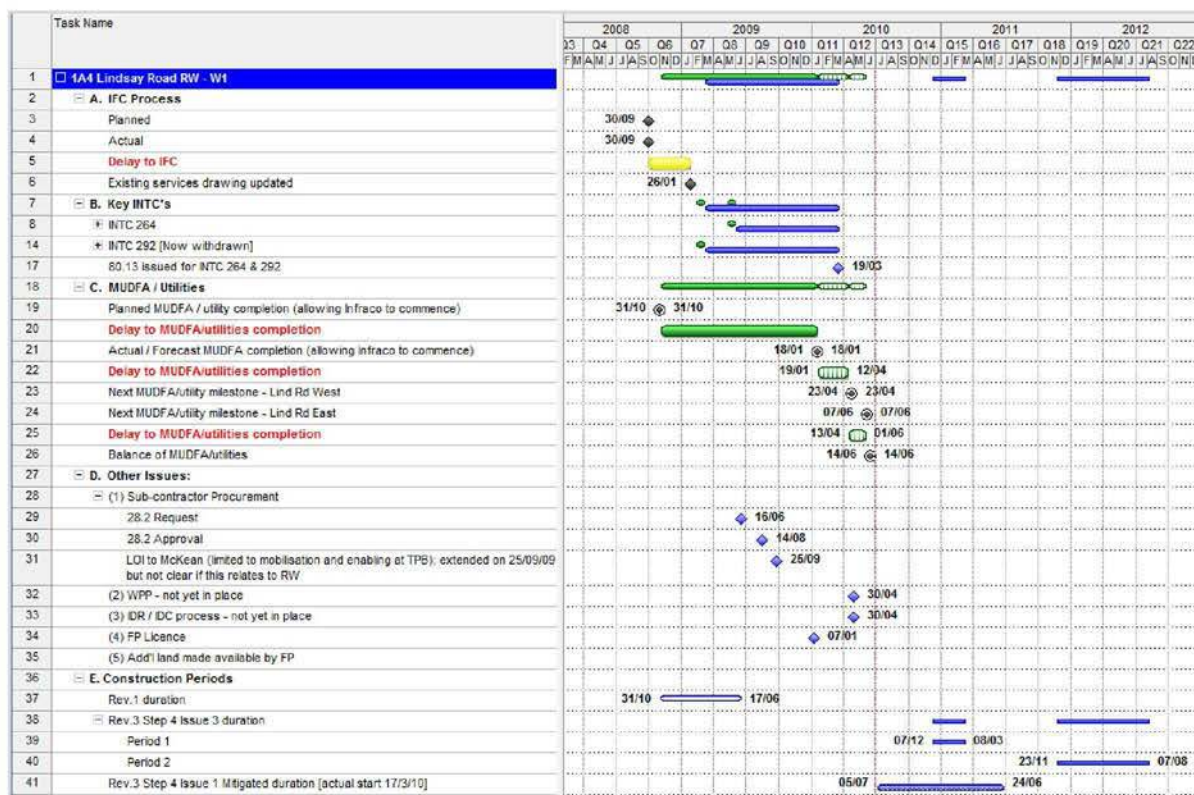 Task Name
2008 2009 2010 2011 2012
Q3 Q4 Q5 Q6 Q7 Q8 Q9 Q10 Q11 Q12 Q13 Q14 Q15 Q16 Q17 Q18 Q19 Q20 Q21 Q22
F M A M J J A S O N D J F M A M J J A S O N D J F M A M J J A S O N D J F M A M J J A S O N D J F M A M J J A S O N D
1 1A4 Lindsay Road RW - W1
2 A. IFC Process
3 Planned 30/09
4 Actual 30/09
5 Delay to IFC
6 Existing services drawing updated 26/01
7 B. Key INTC's
8 INTC 264
14 INTC 292 [Now withdrawn]
17 80.13 issued for INTC 264 & 292 19/03
18 C. MUDFA / Utilities
19 Planned MUDFA / utility completion (allowing Infraco to commence) 31/10 31/10
20 Delay to MUDFA/utilities completion
21 Actual / Forecast MUDFA completion (allowing Infraco to commence) 18/01 18/01
22 Delay to MUDFA/utilities completion 19/01 12/04
23 Next MUDFA/utility milestone - Lind Rd West 23/04 23/04
24 Next MUDFA/utility milestone - Lind Rd East 07/06 07/06
25 Delay to MUDFA/utilities completion 13/04 01/06
26 Balance of MUDFA/utilities 14/06 14/06
27 D. Other Issues:
28 (1) Sub-contractor Procurement
29 28.2 Request 16/06
30 28.2 Approval 14/08
31 LOI to McKean (limited to mobilisation and enabling at TPB); extended on 25/09/09 25/09
but not clear if this relates to RW
32 (2) WPP - not yet in place 30/04
33 (3) IDR / IDC process - not yet in place 30/04
34 (4) FP Licence 07/01
35 (5) Add'l land made available by FP
36 E. Construction Periods
37 Rev.1 duration 31/10 17/06
38 Rev.3 Step 4 Issue 3 duration
39 Period 1 07/12 08/03
40 Period 2 23/11 07/08
41 Rev.3 Step 4 Issue 1 Mitigated duration [actual start 17/3/10] 05/07 24/06